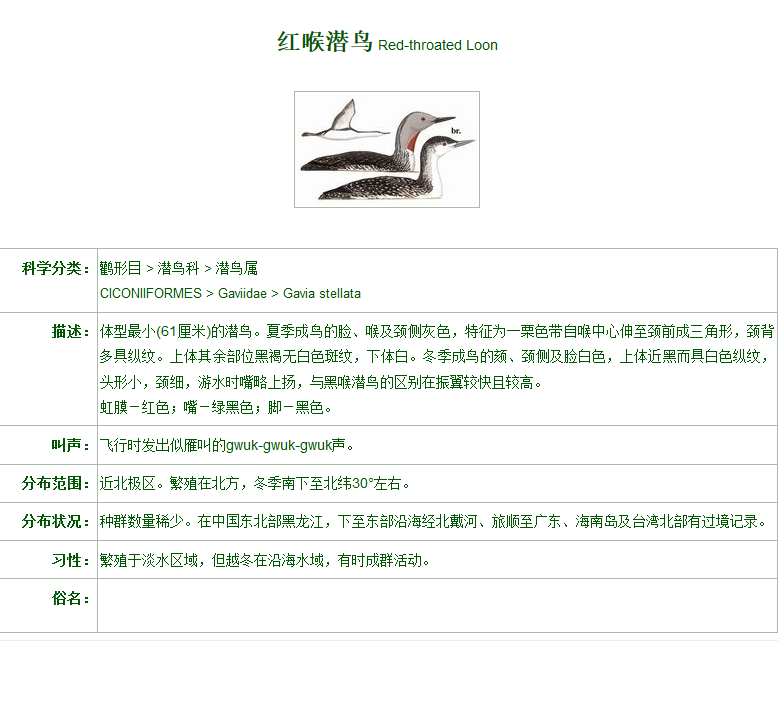 红喉潜鸟 Red-throated Loon
br.
科学分类： 鹳形目 > 潜鸟科 > 潜鸟属
CICONIIFORMES > Gaviidae > Gavia stellata
描述： 体型最小(61厘米)的潜鸟。夏季成鸟的脸、喉及颈侧灰色，特征为一栗色带自喉中心伸至颈前成三角形，颈背
多具纵纹。上体其余部位黑褐无白色斑纹，下体白。冬季成鸟的颏、颈侧及脸白色，上体近黑而具白色纵纹，
头形小，颈细，游水时嘴略上扬，与黑喉潜鸟的区别在振翼较快且较高。
虹膜－红色；嘴－绿黑色；脚－黑色。
叫声： 飞行时发出似雁叫的gwuk-gwuk-gwuk声。
分布范围： 近北极区。繁殖在北方，冬季南下至北纬30°左右。
分布状况： 种群数量稀少。在中国东北部黑龙江，下至东部沿海经北戴河、旅顺至广东、海南岛及台湾北部有过境记录。
习性： 繁殖于淡水区域，但越冬在沿海水域，有时成群活动。
俗名：